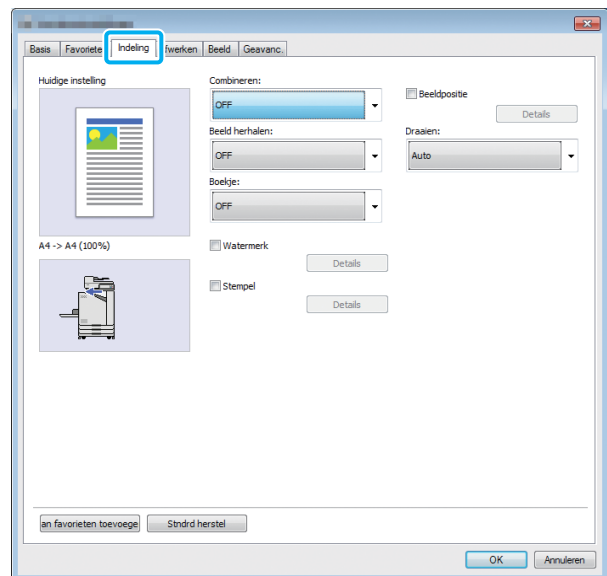 Basis Favoriete Indeling fwerken Beeld Geavanc.
Huidige instelling
A4 -> A4 (100%)
Combineren:
OFF
Beeld herhalen:
OFF
Boekje:
OFF
Watermerk
Details
Stempel
Details
Beeldpositie
Details
Draaien:
Auto
an favorieten toevoege Stndrd herstel
OK Annuleren